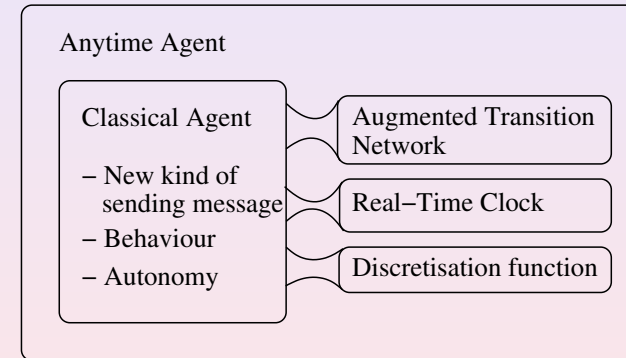 Anytime Agent
Classical Agent
– New kind of
sending message
– Behaviour
– Autonomy
Augmented Transition
Network
Real–Time Clock
Discretisation function